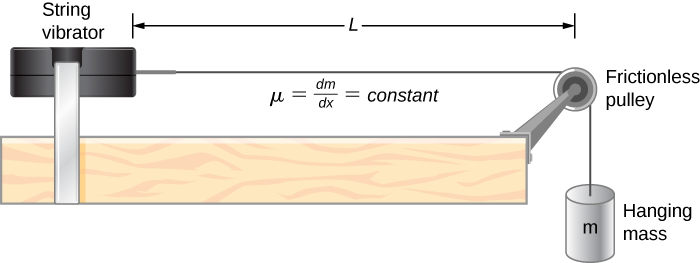 String
vibrator
L
μ = dm/dx = constant
Frictionless
pulley
m
Hanging
mass